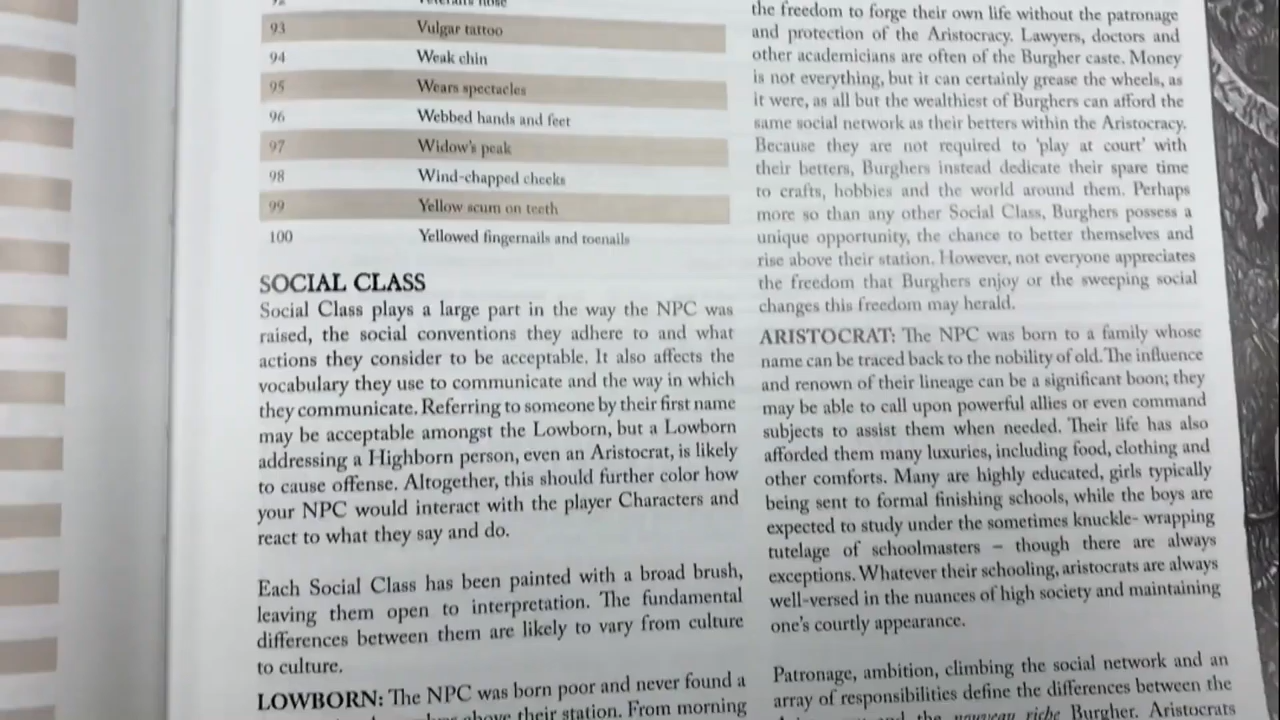 93 Vulgar tattoo
94 Weak chin
95 Wears spectacles
96 Webbed hands and feet
97 Widow's peak
98 Wind-chapped cheeks
99 Yellow scum on teeth
100 Yellowed fingernails and toenails
SOCIAL CLASS
Social Class plays a large part in the way the NPC was
raised, the social conventions they adhere to and what
actions they consider to be acceptable. It also affects the
vocabulary they use to communicate and the way in which
they communicate. Referring to someone by their first name
may be acceptable amongst the Lowborn, but a Lowborn
addressing a Highborn person, even an Aristocrat, is likely
to cause offense. Altogether, this should further color how
your NPC would interact with the player Characters and
react to what they say and do.
Each Social Class has been painted with a broad brush,
leaving them open to interpretation. The fundamental
differences between them are likely to vary from culture
to culture.
LOWBORN: The NPC was born poor and never found a
above their station. From morning
the freedom to forge their own life without the patronage
and protection of the Aristocracy. Lawyers, doctors and
other academicians are often of the Burgher caste. Money
is not everything, but it can certainly grease the wheels, as
it were, as all but the wealthiest of Burghers can afford the
same social network as their betters within the Aristocracy.
Because they are not required to 'play at court' with
their betters, Burghers instead dedicate their spare time
to crafts, hobbies and the world around them. Perhaps
more so than any other Social Class, Burghers possess a
unique opportunity, the chance to better themselves and
rise above their station. However, not everyone appreciates
the freedom that Burghers enjoy or the sweeping social
changes this freedom may herald.
ARISTOCRAT: The NPC was born to a family whose
name can be traced back to the nobility of old. The influence
and renown of their lineage can be a significant boon; they
may be able to call upon powerful allies or even command
subjects to assist them when needed. Their life has also
afforded them many luxuries, including food, clothing and
other comforts. Many are highly educated, girls typically
being sent to formal finishing schools, while the boys are
expected to study under the sometimes knuckle- wrapping
tutelage of schoolmasters – though there are always
exceptions. Whatever their schooling, aristocrats are always
well-versed in the nuances of high society and maintaining
one's courtly appearance.
Patronage, ambition, climbing the social network and an
array of responsibilities define the differences between the
the nouveau riche Burgher. Aristocrats